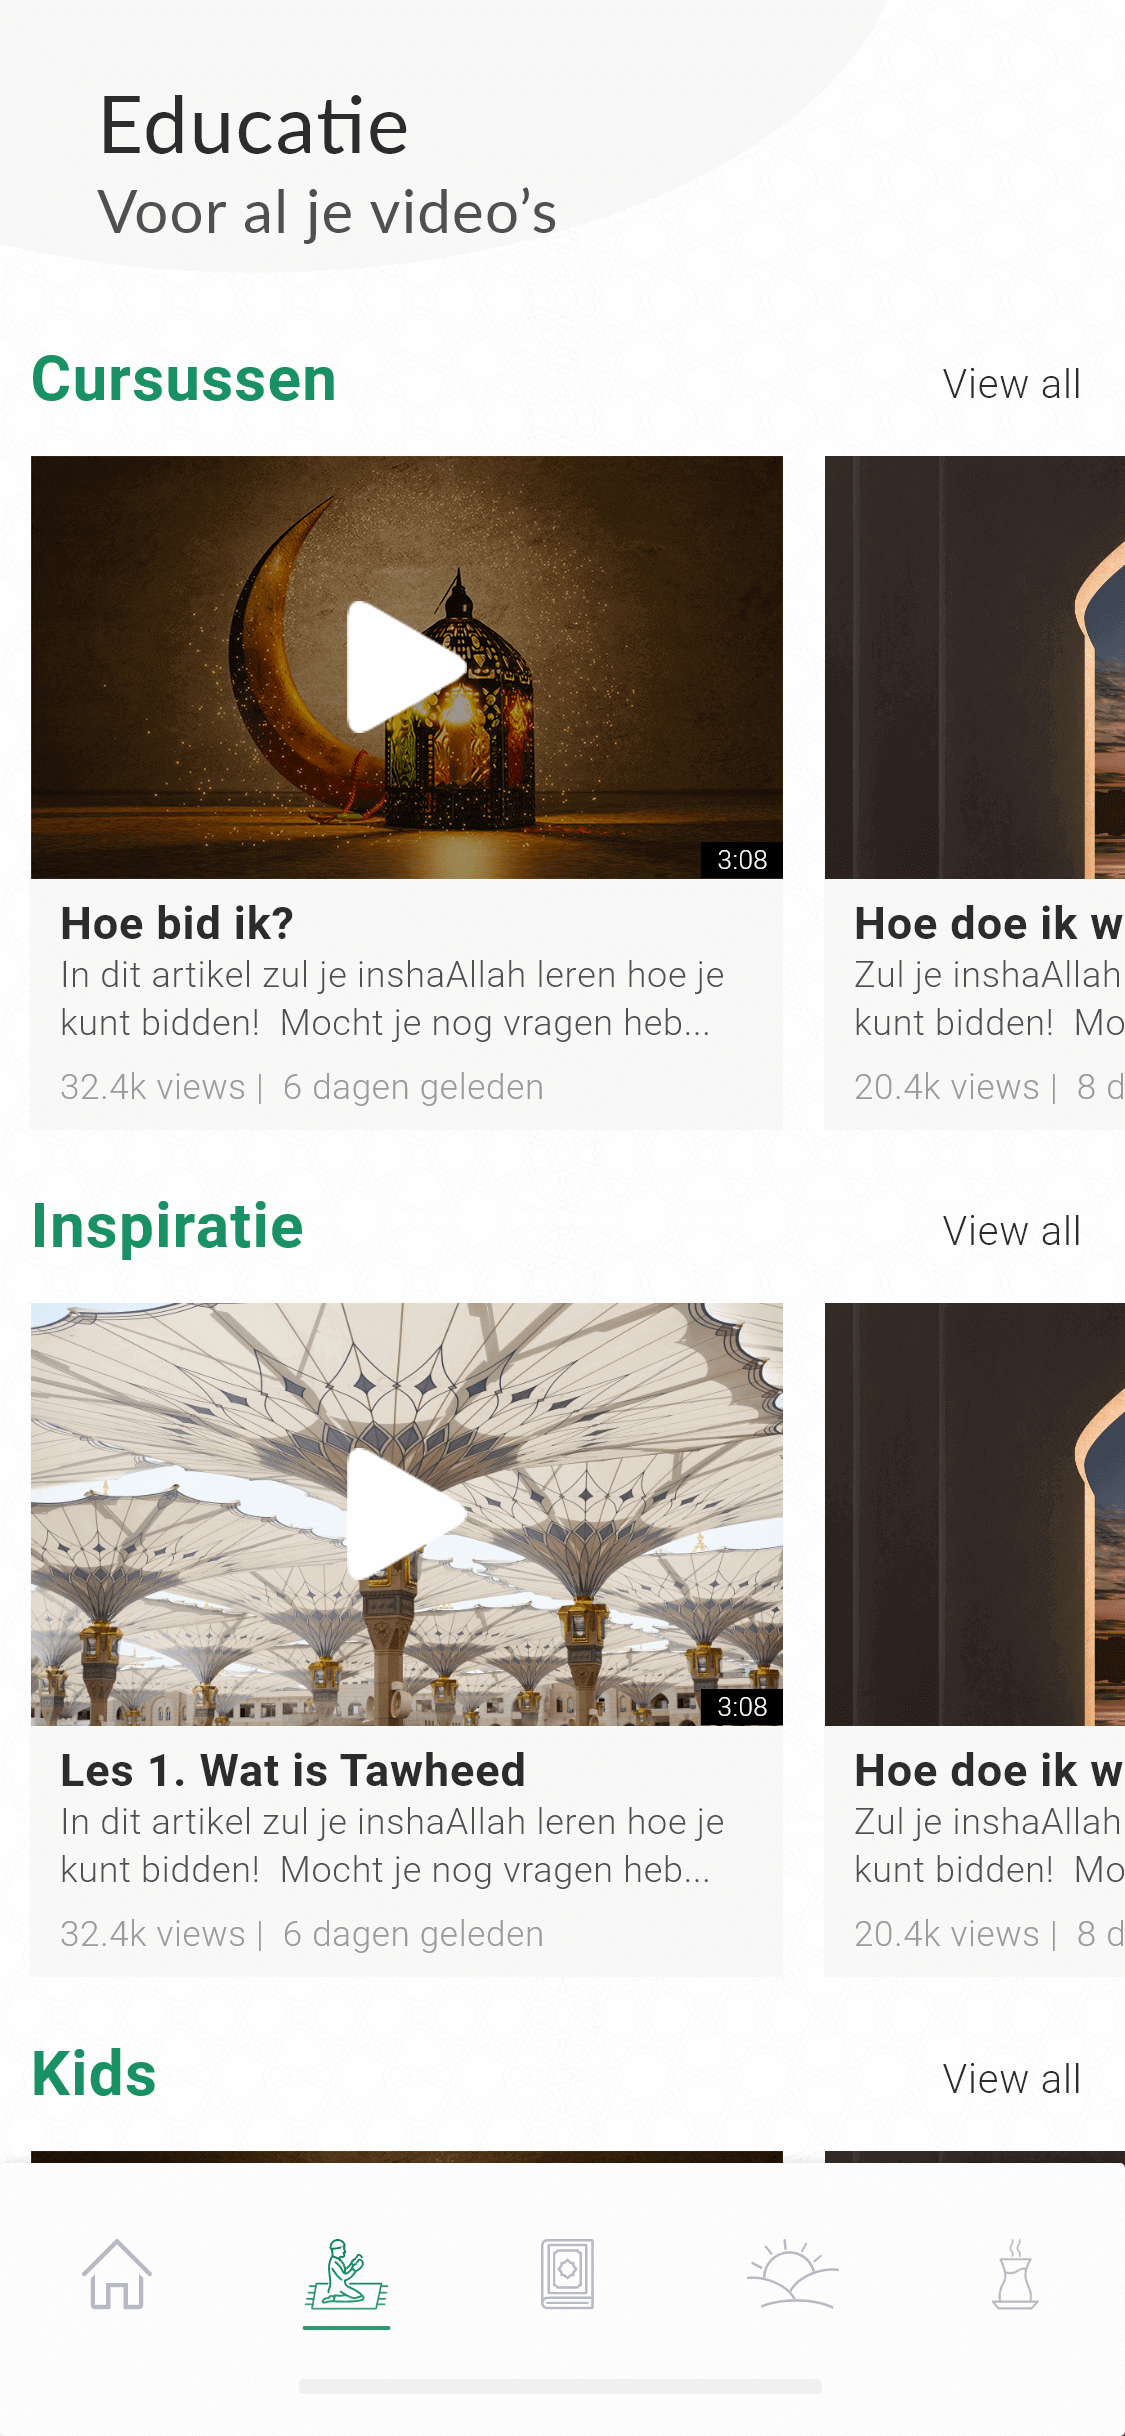 Educatie
Voor al je video’s
Cursussen
View all
3:08
Hoe bid ik?
In dit artikel zul je inshaAllah leren hoe je
kunt bidden!  Mocht je nog vragen heb...
32.4k views |  6 dagen geleden
Hoe doe ik w
Zul je inshaAllah
kunt bidden!  Mo
20.4k views |  8 d
Inspiratie
View all
3:08
Les 1. Wat is Tawheed
In dit artikel zul je inshaAllah leren hoe je
kunt bidden!  Mocht je nog vragen heb...
32.4k views |  6 dagen geleden
Hoe doe ik w
Zul je inshaAllah
kunt bidden!  Mo
20.4k views |  8 d
Kids
View all